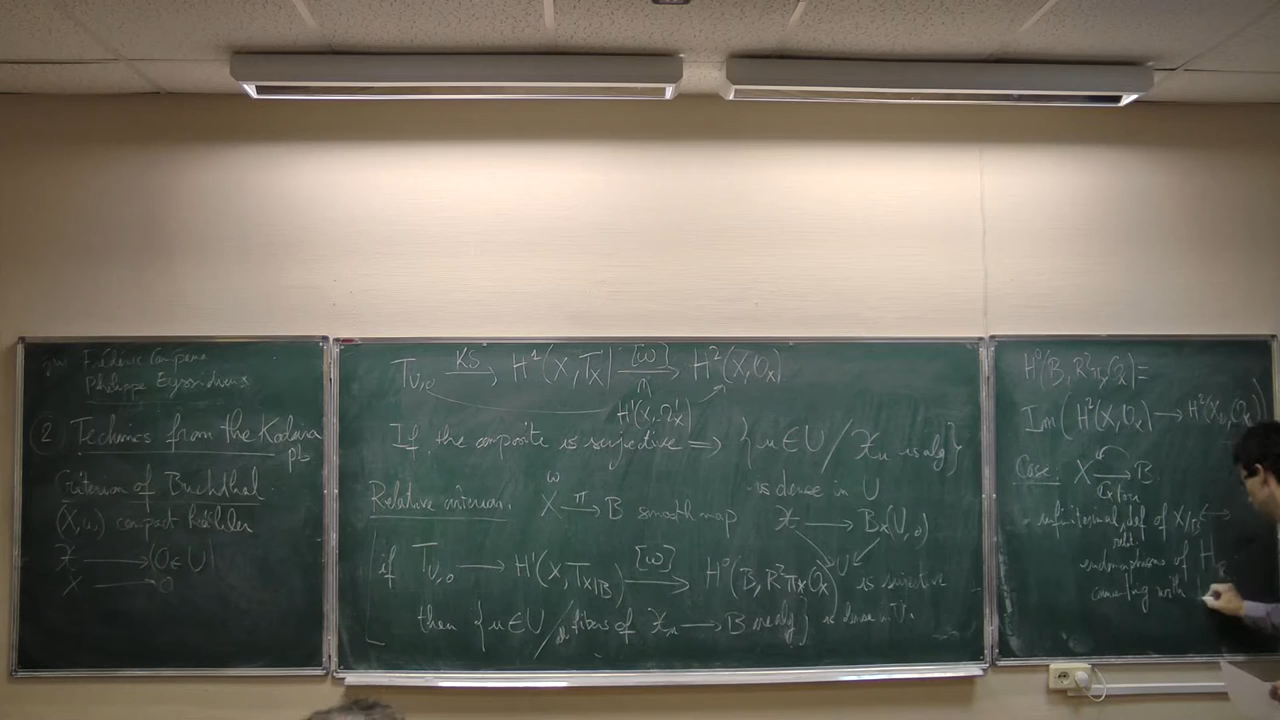 Frédéric Campana
Philippe Eyssidieux
② Technics from the Kodaira pb
Criterion of Buchdahl
(X, ω) compact Kähler
𝒳 ⟶ (0 ∈ U)
X ⟶ 0
T_{U,0} —KS→ H¹(X, T_X) —[ω]→ H²(X, O_X)
H¹(X, Ω¹_X)
If the composite is surjective ⟹ {u ∈ U / 𝒳_u is alg}
is dense in U
Relative criterion. X —π→ B smooth map
ω
𝒳 ⟶ B × (U, 0)
U
if T_{U,0} ⟶ H¹(X, T_{X|B}) —[ω]→ H⁰(B, R²π_*O_X) is surjective
then {u ∈ U / fibers of 𝒳_u ⟶ B are alg} is dense in U.
H⁰(B, R²π_*O_X) =
Im(H²(X, O_X) ⟶ H²(X_b, O_{X_b}))
Case: X ⟶ B
infinitesimal def of X/B ↔
relat.
endomorphisms of H
commuting with